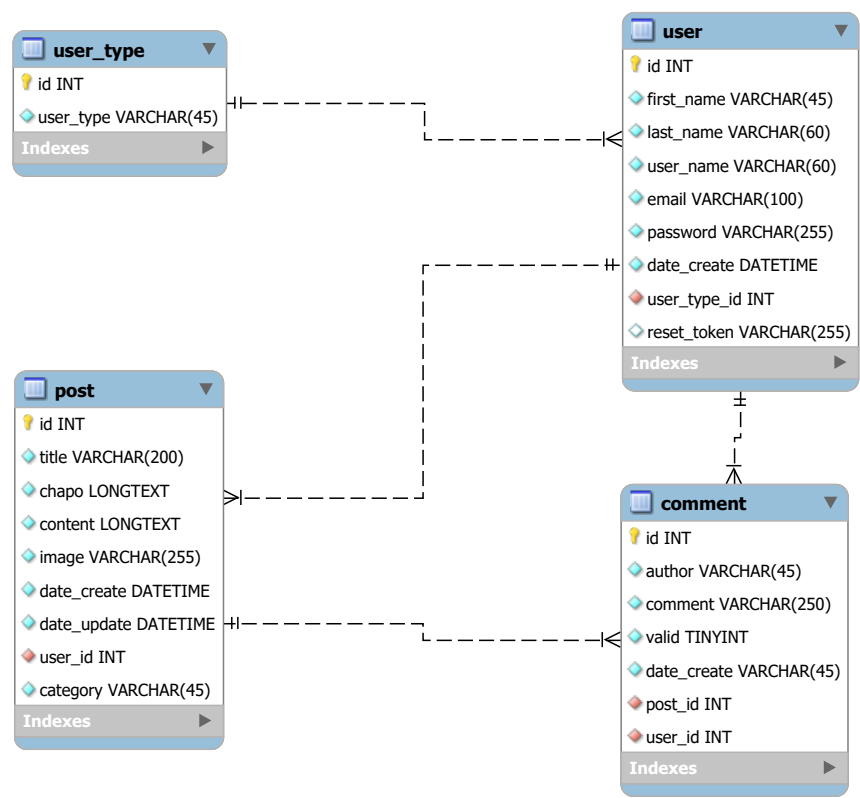 user_type
id INT
user_type VARCHAR(45)
Indexes
user
id INT
first_name VARCHAR(45)
last_name VARCHAR(60)
user_name VARCHAR(60)
email VARCHAR(100)
password VARCHAR(255)
date_create DATETIME
user_type_id INT
reset_token VARCHAR(255)
Indexes
post
id INT
title VARCHAR(200)
chapo LONGTEXT
content LONGTEXT
image VARCHAR(255)
date_create DATETIME
date_update DATETIME
user_id INT
category VARCHAR(45)
Indexes
comment
id INT
author VARCHAR(45)
comment VARCHAR(250)
valid TINYINT
date_create VARCHAR(45)
post_id INT
user_id INT
Indexes